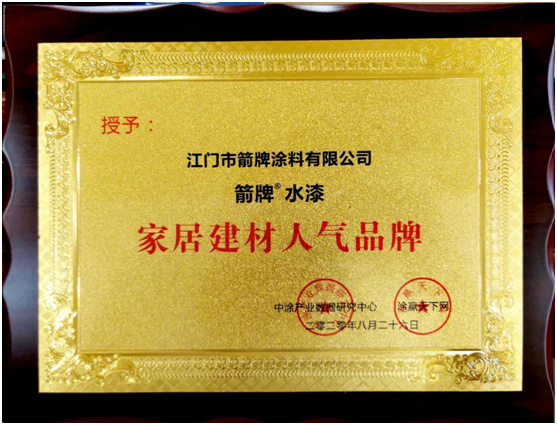 授予：
江门市箭牌涂料有限公司
箭牌® 水漆
家居建材人气品牌
中涂产业数据研究中心 涂赢天下网
二零二零年八月二十六日